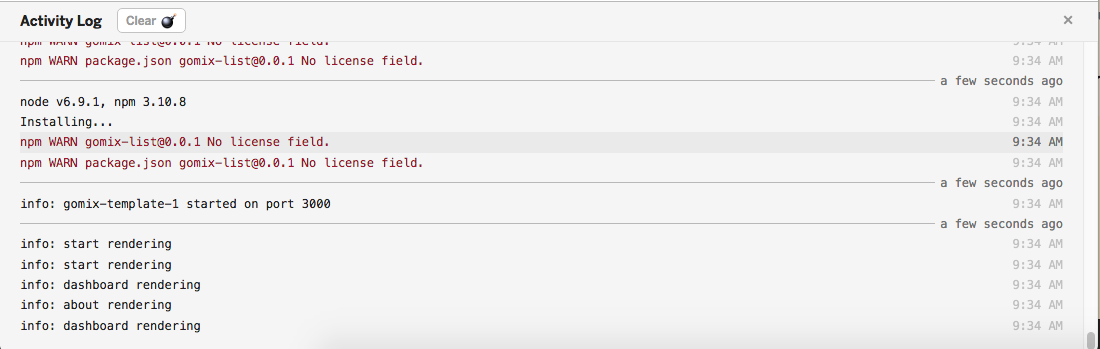 Activity Log
Clear
npm WARN gomix-list@0.0.1 No license field. 9:34 AM
npm WARN package.json gomix-list@0.0.1 No license field. 9:34 AM
a few seconds ago
node v6.9.1, npm 3.10.8 9:34 AM
Installing... 9:34 AM
npm WARN gomix-list@0.0.1 No license field. 9:34 AM
npm WARN package.json gomix-list@0.0.1 No license field. 9:34 AM
a few seconds ago
info: gomix-template-1 started on port 3000 9:34 AM
a few seconds ago
info: start rendering 9:34 AM
info: start rendering 9:34 AM
info: dashboard rendering 9:34 AM
info: about rendering 9:34 AM
info: dashboard rendering 9:34 AM